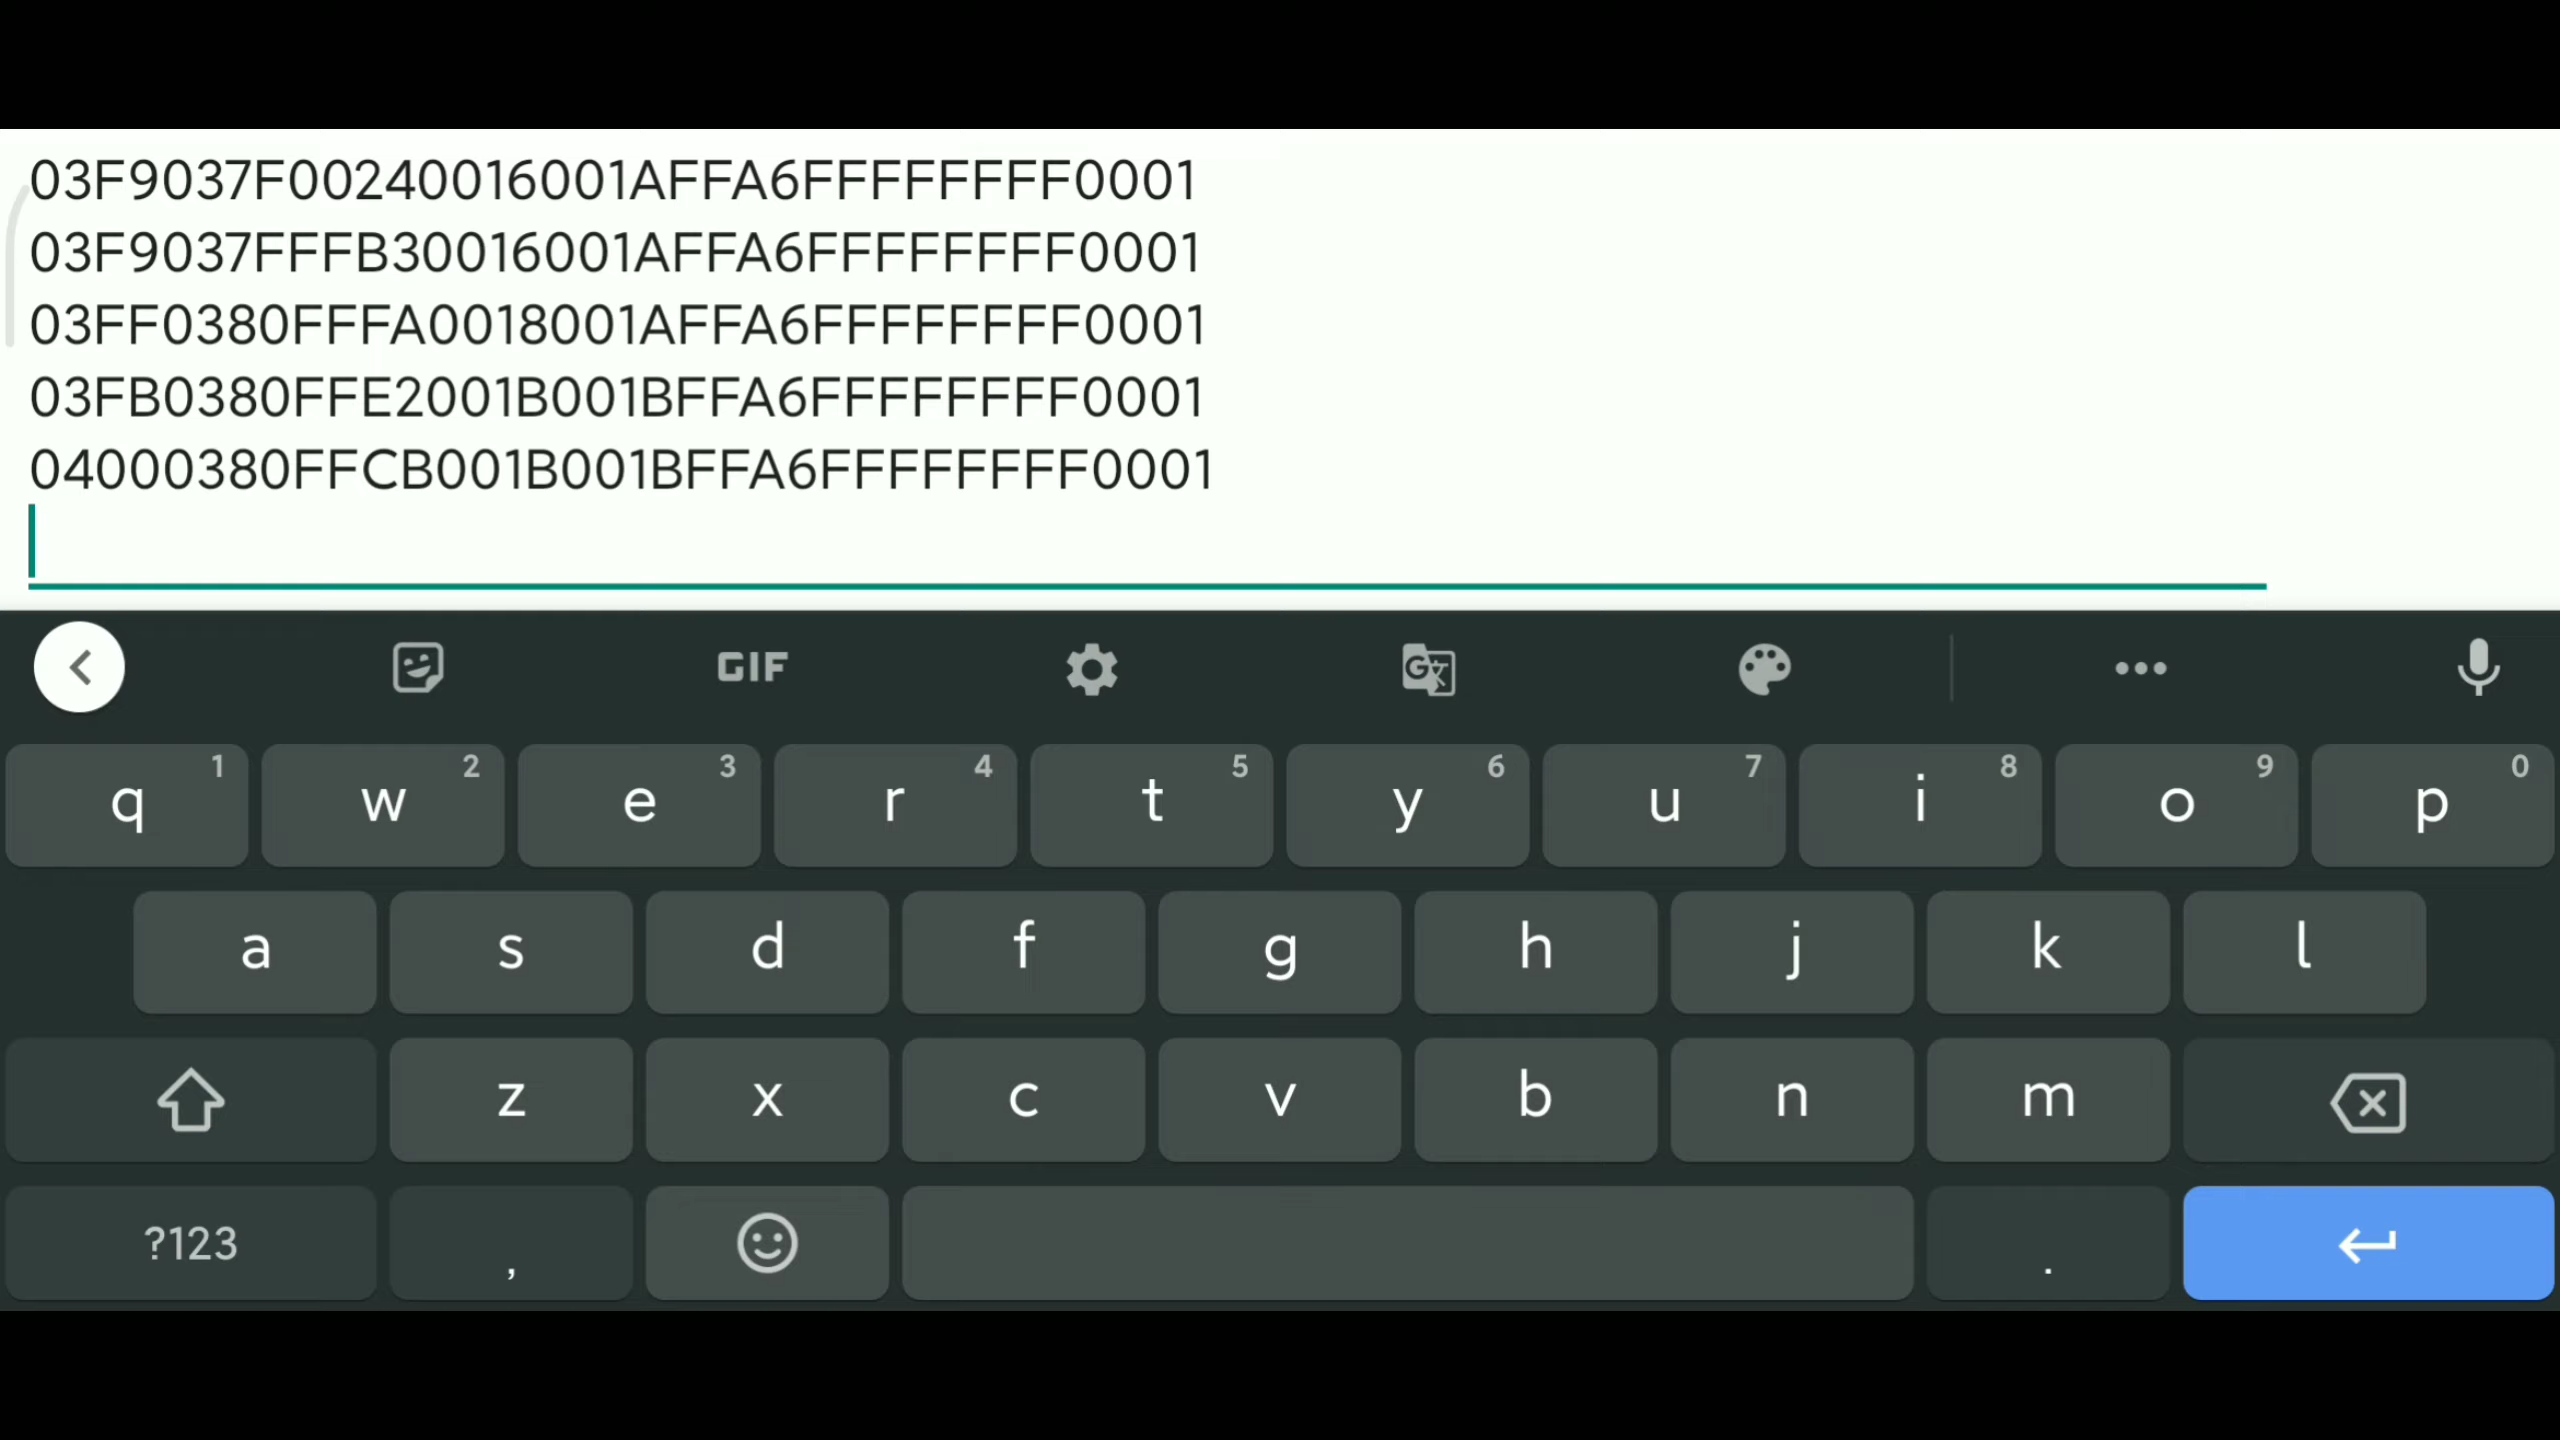 03F9037F00240016001AFFA6FFFFFFFF0001
03F9037FFFB30016001AFFA6FFFFFFFF0001
03FF0380FFFA0018001AFFA6FFFFFFFF0001
03FB0380FFE2001B001BFFA6FFFFFFFF0001
04000380FFCB001B001BFFA6FFFFFFFF0001
GIF
G
q 1 w 2 e 3 r 4 t 5 y 6 u 7 i 8 o 9 p 0
a s d f g h j k l
z x c v b n m
?123 , .